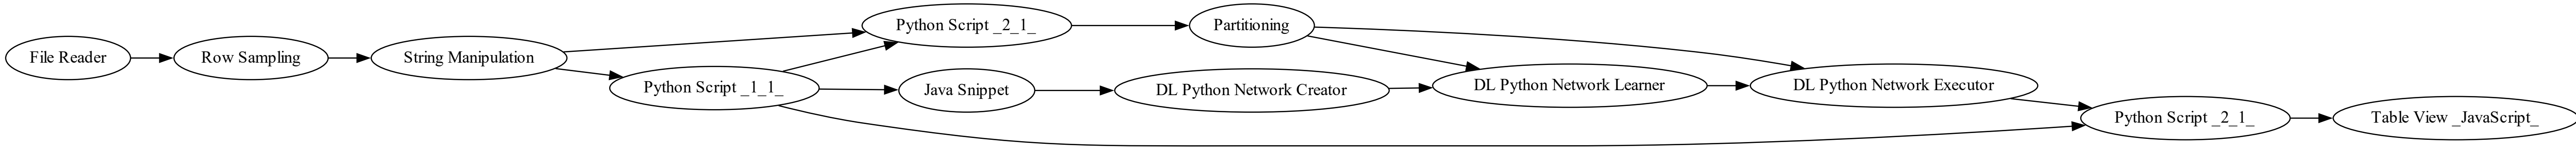 File Reader
Row Sampling
String Manipulation
Python Script _2_1_
Python Script _1_1_
Partitioning
Java Snippet
DL Python Network Creator
DL Python Network Learner
DL Python Network Executor
Python Script _2_1_
Table View _JavaScript_